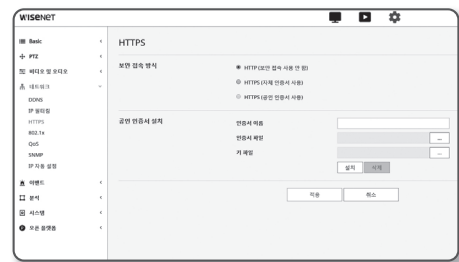 WISENET
Basic
PTZ
비디오 및 오디오
네트워크
DDNS
IP 필터링
HTTPS
802.1x
QoS
SNMP
IP 자동 설정
이벤트
분석
시스템
오픈 플랫폼
HTTPS
보안 접속 방식
HTTP (보안 접속 사용 안 함)
HTTPS (자체 인증서 사용)
HTTPS (공인 인증서 사용)
공인 인증서 설치
인증서 이름
인증서 파일
...
키 파일
...
설치 삭제
적용 취소